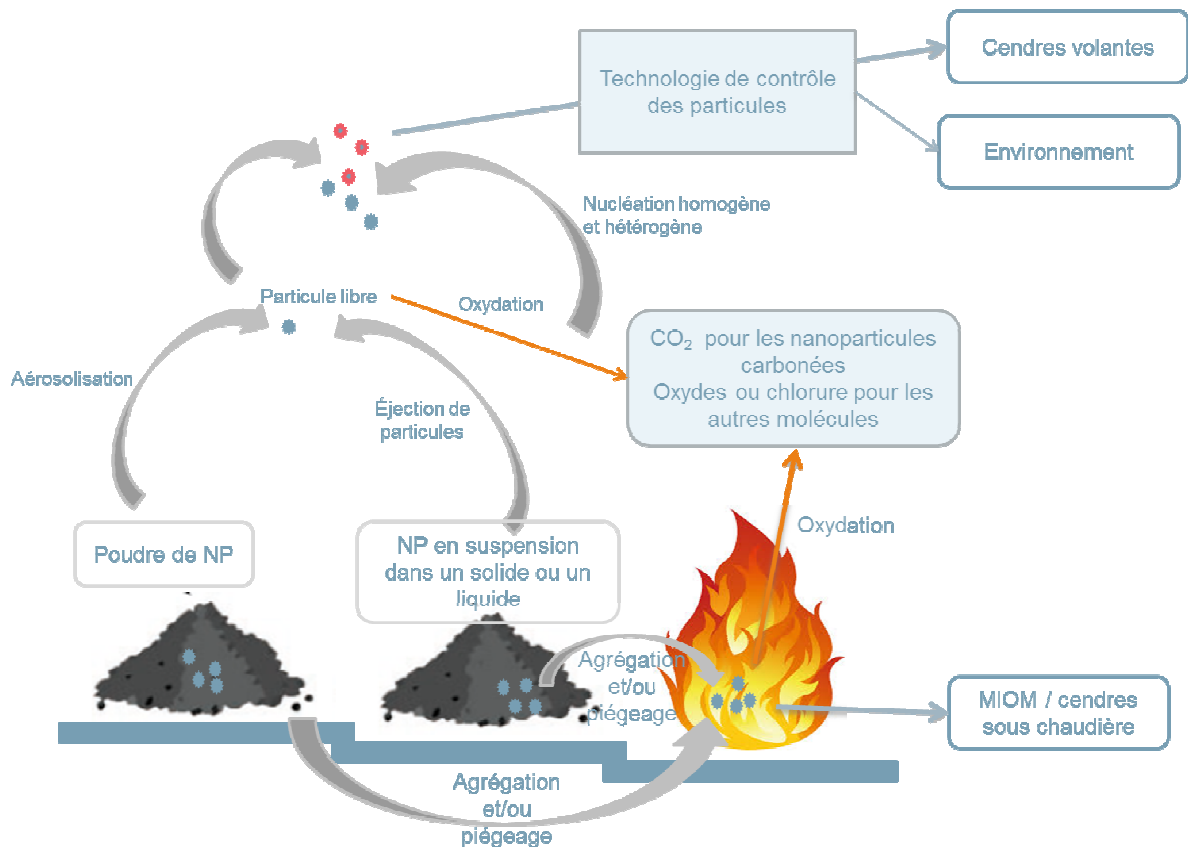 Cendres volantes
Technologie de contrôle
des particules
Environnement
Nucléation homogène
et hétérogène
Particule libre
Oxydation
CO₂ pour les nanoparticules
carbonées
Oxydes ou chlorure pour les
autres molécules
Aérosolisation
Éjection de
particules
Oxydation
Poudre de NP
NP en suspension
dans un solide ou un
liquide
Agrégation
et/ou
piégeage
MIOM / cendres
sous chaudière
Agrégation
et/ou
piégeage